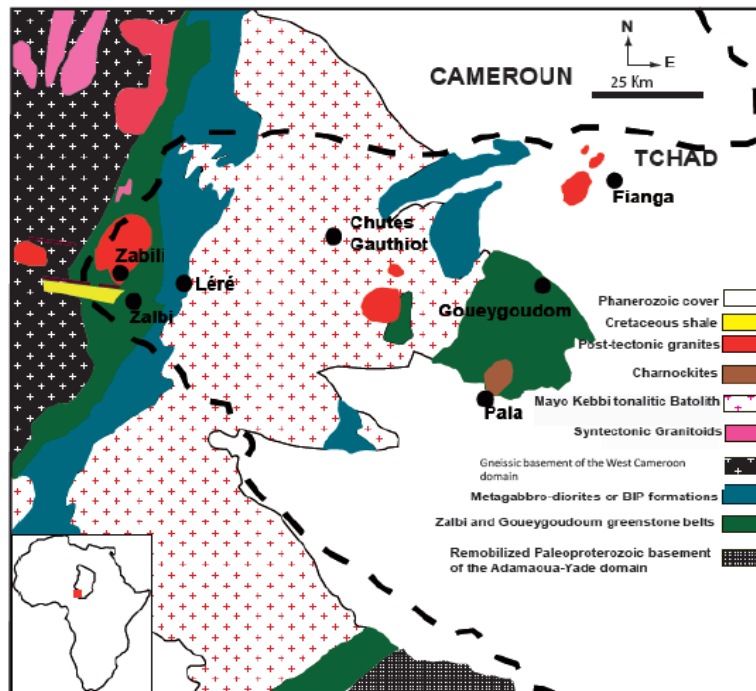 N
E
25 Km
CAMEROUN
TCHAD
Fianga
Chutes
Gauthiot
Zabili
Léré
Zalbi
Goueygoudom
Pala
Phanerozoic cover
Cretaceous shale
Post-tectonic granites
Charnockites
Mayo Kebbi tonalitic Batolith
Syntectonic Granitoids
Gneissic basement of the West Cameroon
domain
Metagabbro-diorites or BIP formations
Zalbi and Goueygoudoum greenstone belts
Remobilized Paleoproterozoic basement
of the Adamaoua-Yade domain